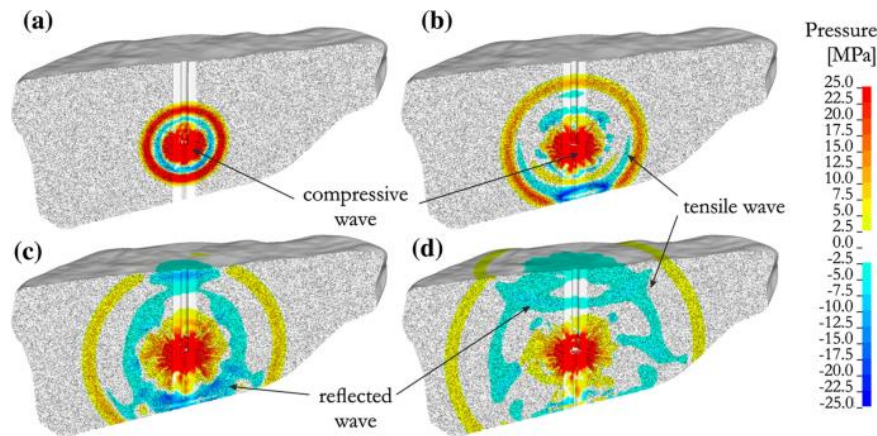 (a)
(b)
Pressure
[MPa]
25.0
22.5
20.0
17.5
15.0
12.5
10.0
7.5
5.0
2.5
0.0
-2.5
-5.0
-7.5
-10.0
-12.5
-15.0
-17.5
-20.0
-22.5
-25.0
compressive
wave
tensile wave
(c)
(d)
reflected
wave